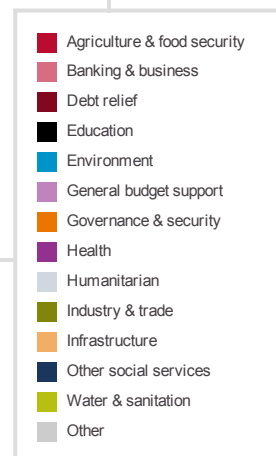 Agriculture & food security
Banking & business
Debt relief
Education
Environment
General budget support
Governance & security
Health
Humanitarian
Industry & trade
Infrastructure
Other social services
Water & sanitation
Other